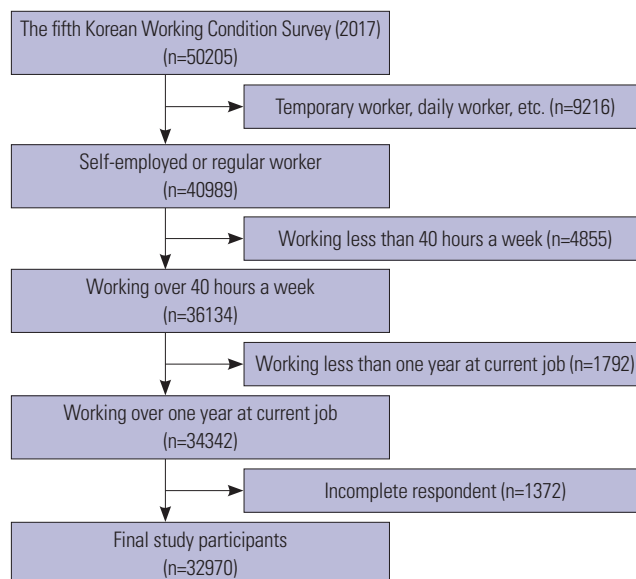 The fifth Korean Working Condition Survey (2017)
(n=50205)
Temporary worker, daily worker, etc. (n=9216)
Self-employed or regular worker
(n=40989)
Working less than 40 hours a week (n=4855)
Working over 40 hours a week
(n=36134)
Working less than one year at current job (n=1792)
Working over one year at current job
(n=34342)
Incomplete respondent (n=1372)
Final study participants
(n=32970)